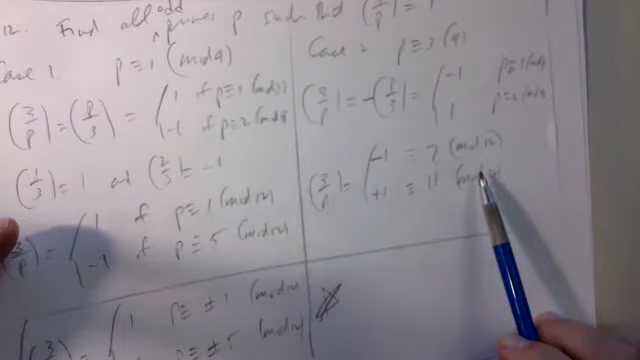 12. Find all odd primes p such that (3/p) = 1
Case 1. p ≡ 1 (mod 4)
(3/p) = (p/3) = { 1 if p ≡ 1 (mod 3)
-1 if p ≡ 2 (mod 3)
(1/3) = 1 and (2/3) = -1
(3/p) = { 1 if p ≡ 1 (mod 12)
-1 if p ≡ 5 (mod 12)
Case 2 p ≡ 3 (4)
(3/p) = -(p/3) = { -1 p ≡ 1 (mod
1 p ≡ 2 (mod
(3/p) = { -1 ≡ 7 (mod 12)
+1 ≡ 11 (mod
(3 { 1 p ≡ ±1 (mod 12)
p ≡ ±5 (mod 12)